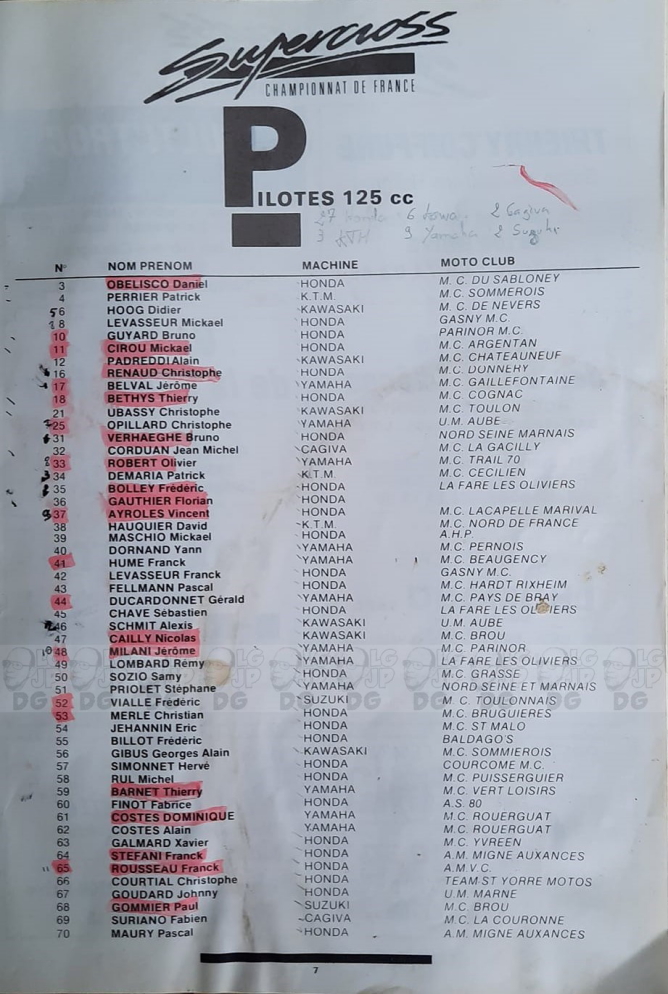 Supercross
CHAMPIONNAT DE FRANCE
PILOTES 125 cc
27 Honda 6 Kawa 2 Cagiva
3 KTM 9 Yamaha 2 Suzuki
N° NOM PRENOM MACHINE MOTO CLUB
3 OBELISCO Daniel HONDA M.C. DU SABLONEY
4 PERRIER Patrick K.T.M. M.C. SOMMEROIS
6 HOOG Didier KAWASAKI M.C. DE NEVERS
8 LEVASSEUR Mickael HONDA GASNY M.C.
10 GUYARD Bruno HONDA PARINOR M.C.
11 CIROU Mickael HONDA M.C. ARGENTAN
12 PADREDDI Alain KAWASAKI M.C. CHATEAUNEUF
16 RENAUD Christophe HONDA M.C. DONNERY
17 BELVAL Jérôme YAMAHA M.C. GAILLEFONTAINE
18 BETHYS Thierry HONDA M.C. COGNAC
21 UBASSY Christophe KAWASAKI M.C. TOULON
25 OPILLARD Christophe YAMAHA U.M. AUBE
31 VERHAEGHE Bruno HONDA NORD SEINE MARNAIS
32 CORDUAN Jean Michel CAGIVA M.C. LA GACILLY
33 ROBERT Olivier YAMAHA M.C. TRAIL 70
34 DEMARIA Patrick K.T.M. M.C. CECILIEN
35 BOLLEY Frédéric HONDA LA FARE LES OLIVIERS
36 GAUTHIER Florian HONDA
37 AYROLES Vincent HONDA M.C. LACAPELLE MARIVAL
38 HAUQUIER David K.T.M. M.C. NORD DE FRANCE
39 MASCHIO Mickael HONDA A.H.P.
40 DORNAND Yann YAMAHA M.C. PERNOIS
41 HUME Franck YAMAHA M.C. BEAUGENCY
42 LEVASSEUR Franck HONDA GASNY M.C.
43 FELLMANN Pascal HONDA M.C. HARDT RIXHEIM
44 DUCARDONNET Gérald YAMAHA M.C. PAYS DE BRAY
45 CHAVE Sébastien HONDA LA FARE LES OLIVIERS
46 SCHMIT Alexis KAWASAKI U.M. AUBE
47 CAILLY Nicolas KAWASAKI M.C. BROU
48 MILANI Jérôme YAMAHA M.C. PARINOR
49 LOMBARD Rémy YAMAHA LA FARE LES OLIVIERS
50 SOZIO Samy HONDA M.C. GRASSE
51 PRIOLET Stéphane YAMAHA NORD SEINE ET MARNAIS
52 VIALLE Frédéric SUZUKI M.C. TOULONNAIS
53 MERLE Christian HONDA M.C. BRUGUIERES
54 JEHANNIN Eric HONDA M.C. ST MALO
55 BILLOT Frédéric HONDA BALDAGO'S
56 GIBUS Georges Alain KAWASAKI M.C. SOMMIEROIS
57 SIMONNET Hervé HONDA COURCOME M.C.
58 RUL Michel HONDA M.C. PUISSERGUIER
59 BARNET Thierry YAMAHA M.C. VERT LOISIRS
60 FINOT Fabrice HONDA A.S. 80
61 COSTES DOMINIQUE YAMAHA M.C. ROUERGUAT
62 COSTES Alain YAMAHA M.C. ROUERGUAT
63 GALMARD Xavier HONDA M.C. YVREEN
64 STEFANI Franck HONDA A.M. MIGNE AUXANCES
65 ROUSSEAU Franck HONDA A.M.V.C.
66 COURTIAL Christophe HONDA TEAM ST YORRE MOTOS
67 GOUDARD Johnny HONDA U.M. MARNE
68 GOMMIER Paul SUZUKI M.C. BROU
69 SURIANO Fabien CAGIVA M.C. LA COURONNE
70 MAURY Pascal HONDA A.M. MIGNE AUXANCES
7